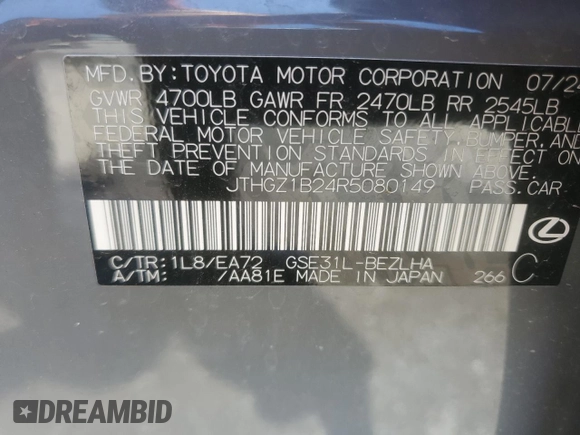 MFD.BY:TOYOTA MOTOR CORPORATION 07/24
GVWR 4700LB GAWR FR 2470LB RR 2545LB
THIS VEHICLE CONFORMS TO ALL APPLICABLE
FEDERAL MOTOR VEHICLE SAFETY,BUMPER,AND
THEFT PREVENTION STANDARDS IN EFFECT ON
THE DATE OF MANUFACTURE SHOWN ABOVE.
JTHGZ1B24R5080149 PASS.CAR
C/TR:1L8/EA72 GSE31L-BEZLHA
A/TM: /AA81E MADE IN JAPAN 266 C
DREAMBID